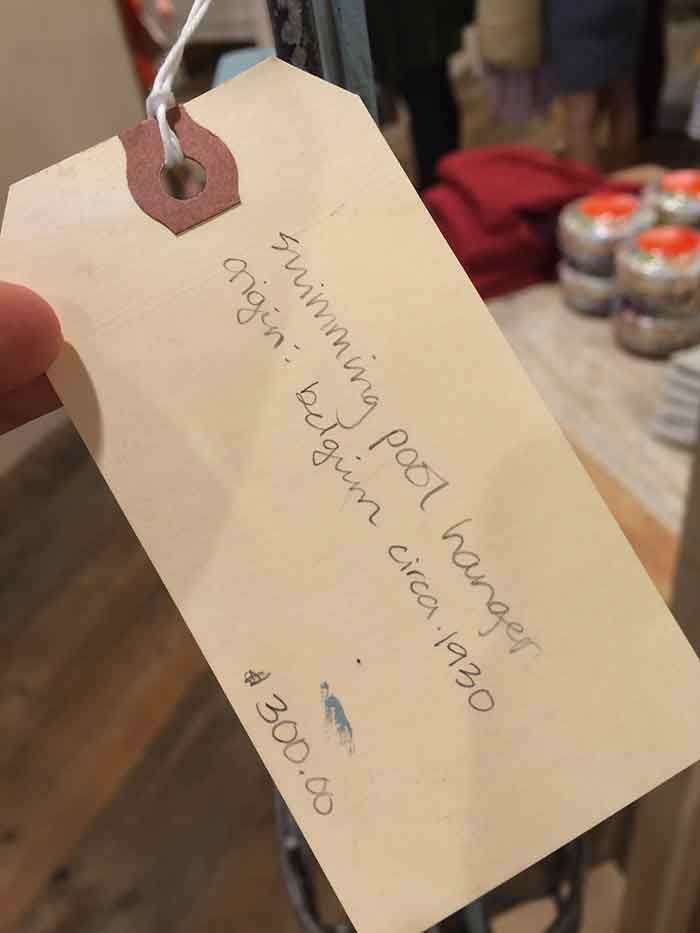 swimming pool hanger
origin: belgium circa. 1930
$300.00